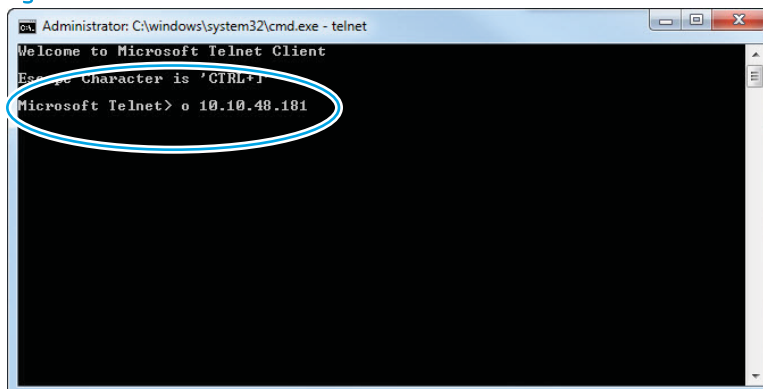 Administrator: C:\windows\system32\cmd.exe - telnet
Welcome to Microsoft Telnet Client
Escape Character is 'CTRL+]'
Microsoft Telnet> o 10.10.48.181